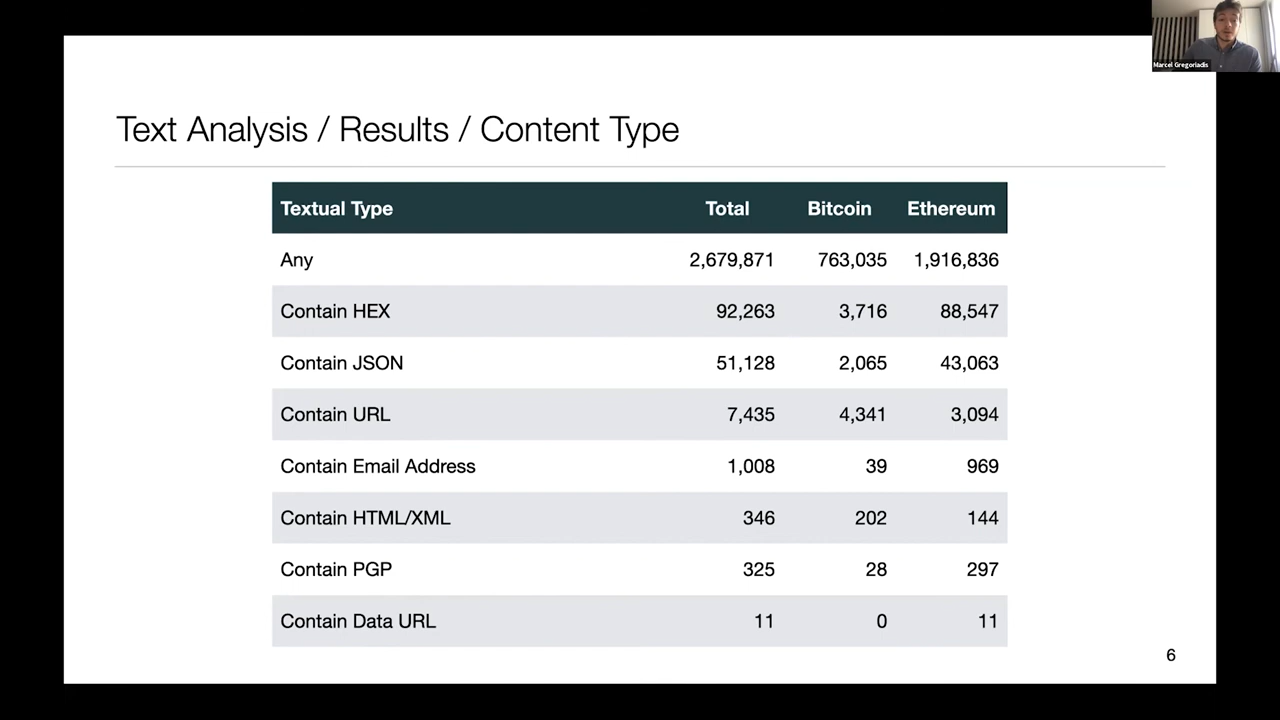 Marcel Gregoriadis
Text Analysis / Results / Content Type
Textual Type Total Bitcoin Ethereum
Any 2,679,871 763,035 1,916,836
Contain HEX 92,263 3,716 88,547
Contain JSON 51,128 2,065 43,063
Contain URL 7,435 4,341 3,094
Contain Email Address 1,008 39 969
Contain HTML/XML 346 202 144
Contain PGP 325 28 297
Contain Data URL 11 0 11
6